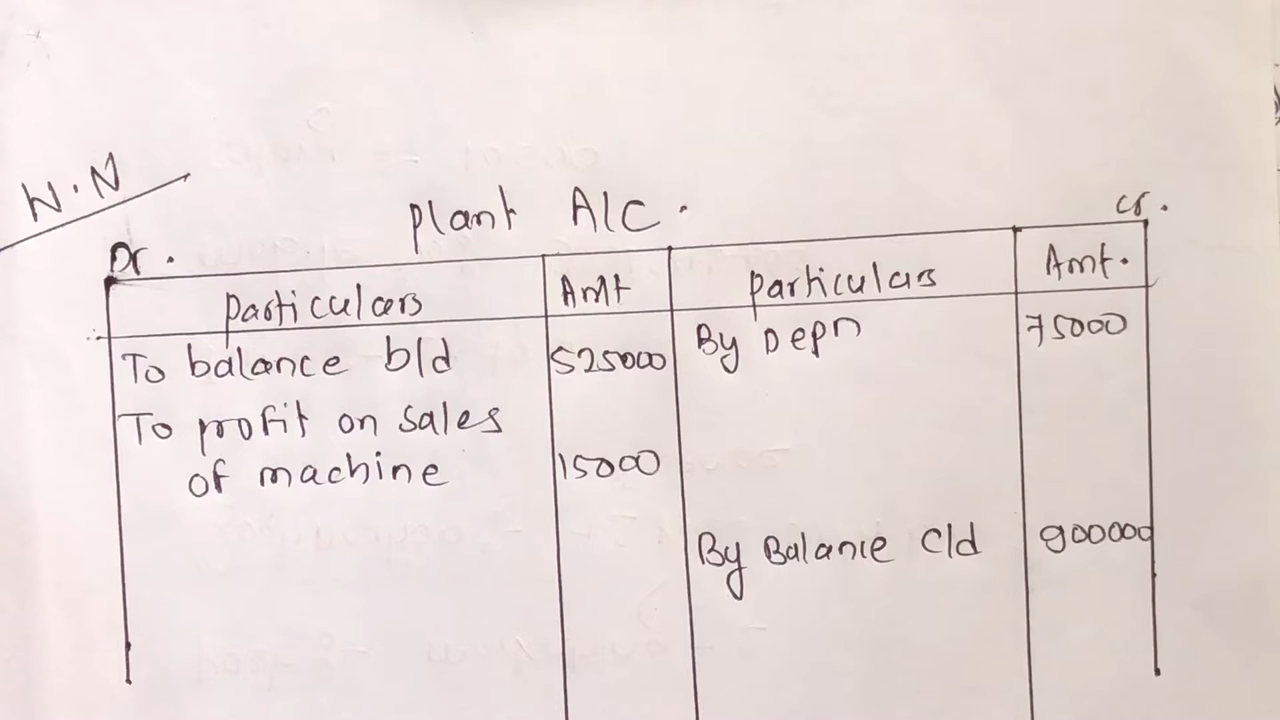 W.N
Plant A/C.
Dr.
Cr.
Particulars Amt Particulars Amt.
To balance b/d 525000 By Depn 75000
To profit on sales
of machine 15000
By Balance C/d 900000